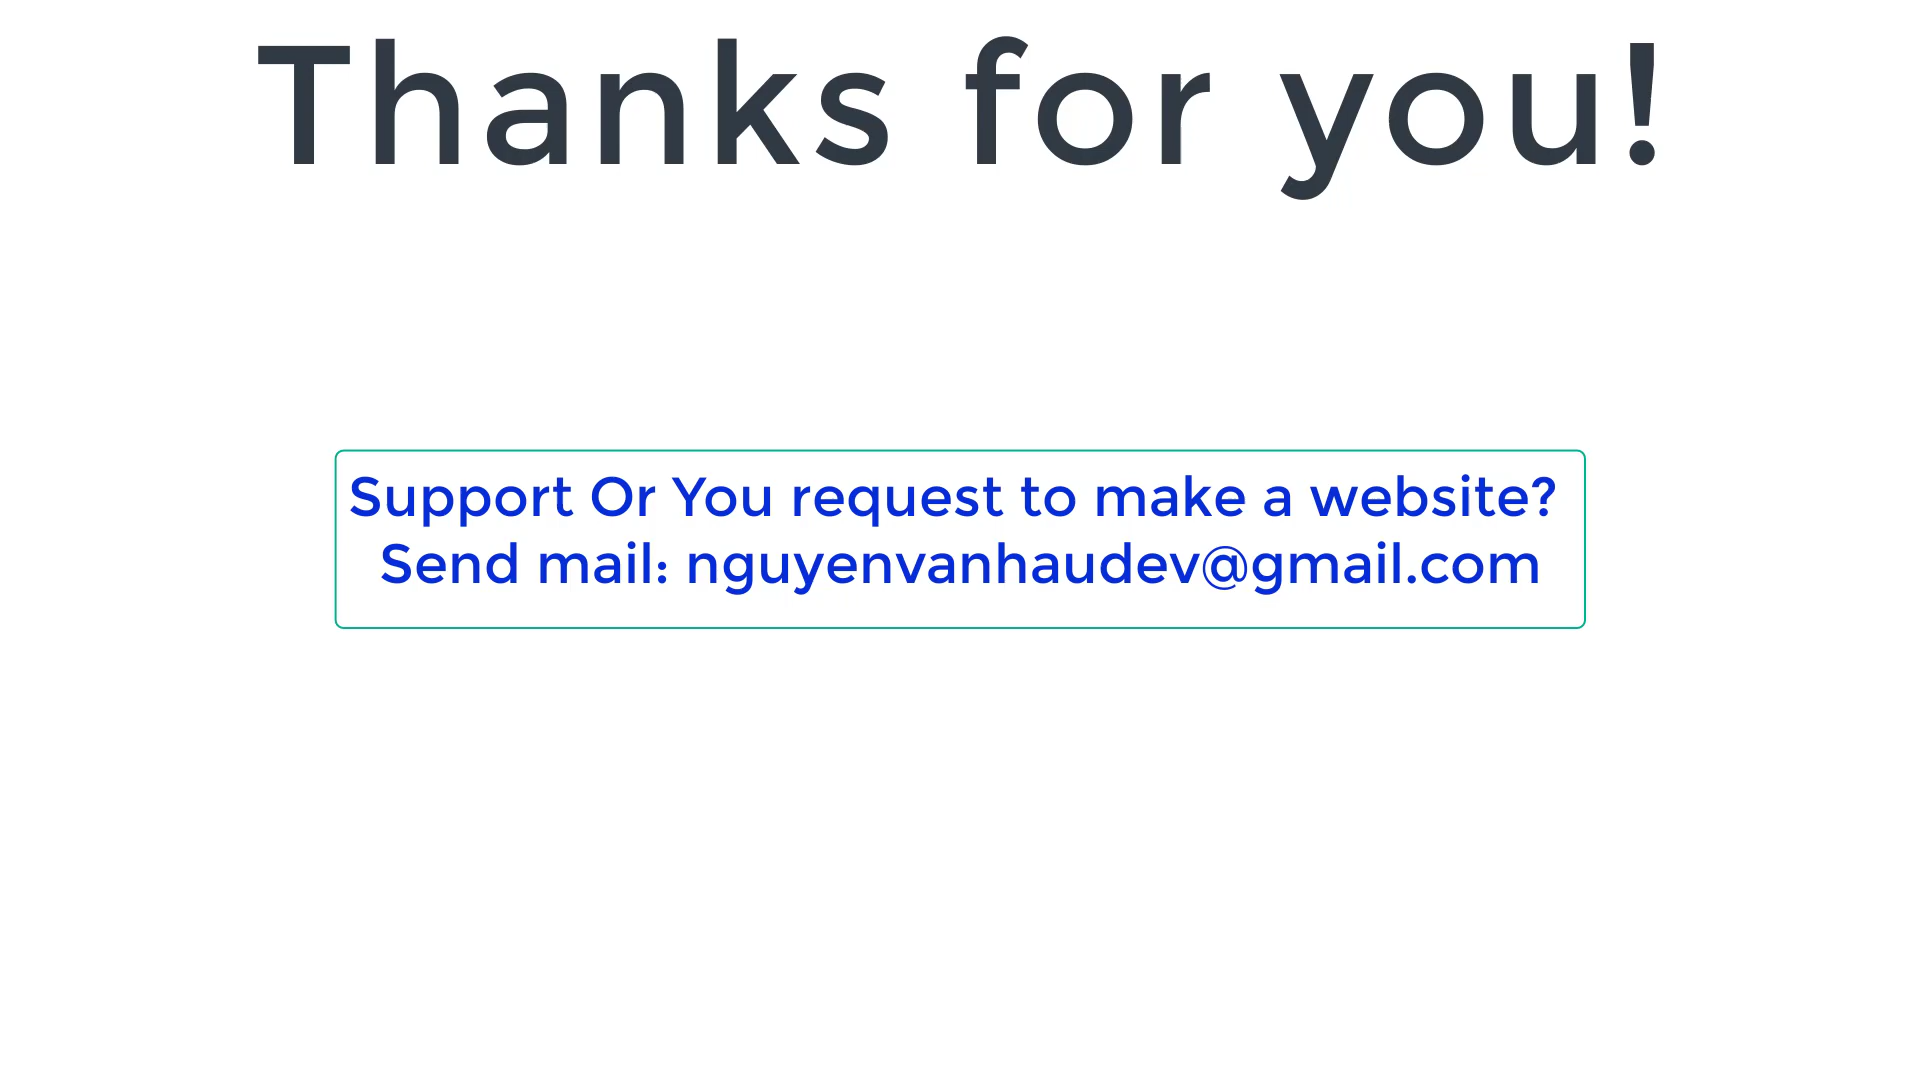 Thanks for you!
Support Or You request to make a website?
Send mail: nguyenvanhaudev@gmail.com